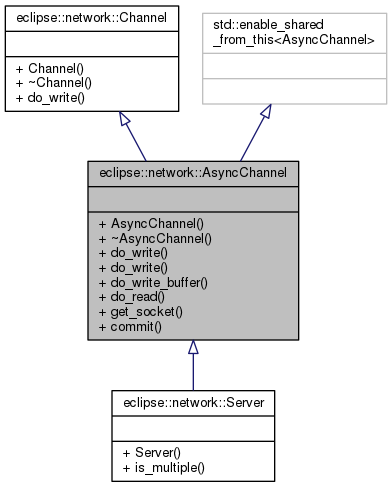 eclipse::network::Channel
+ Channel()
+ ~Channel()
+ do_write()
std::enable_shared
_from_this<AsyncChannel>
eclipse::network::AsyncChannel
+ AsyncChannel()
+ ~AsyncChannel()
+ do_write()
+ do_write()
+ do_write_buffer()
+ do_read()
+ get_socket()
+ commit()
eclipse::network::Server
+ Server()
+ is_multiple()